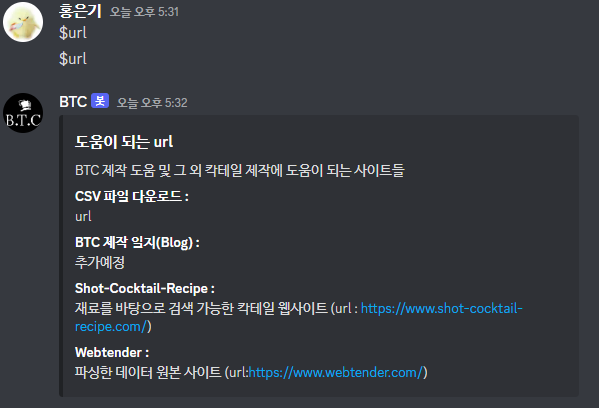 홍은기 오늘 오후 5:31
$url
$url
B.T.C
BTC 봇 오늘 오후 5:32
도움이 되는 url
BTC 제작 도움 및 그 외 칵테일 제작에 도움이 되는 사이트들
CSV 파일 다운로드 :
url
BTC 제작 일지(Blog) :
추가예정
Shot-Cocktail-Recipe :
재료를 바탕으로 검색 가능한 칵테일 웹사이트 (url : https://www.shot-cocktail-
recipe.com/)
Webtender :
파싱한 데이터 원본 사이트 (url:https://www.webtender.com/)